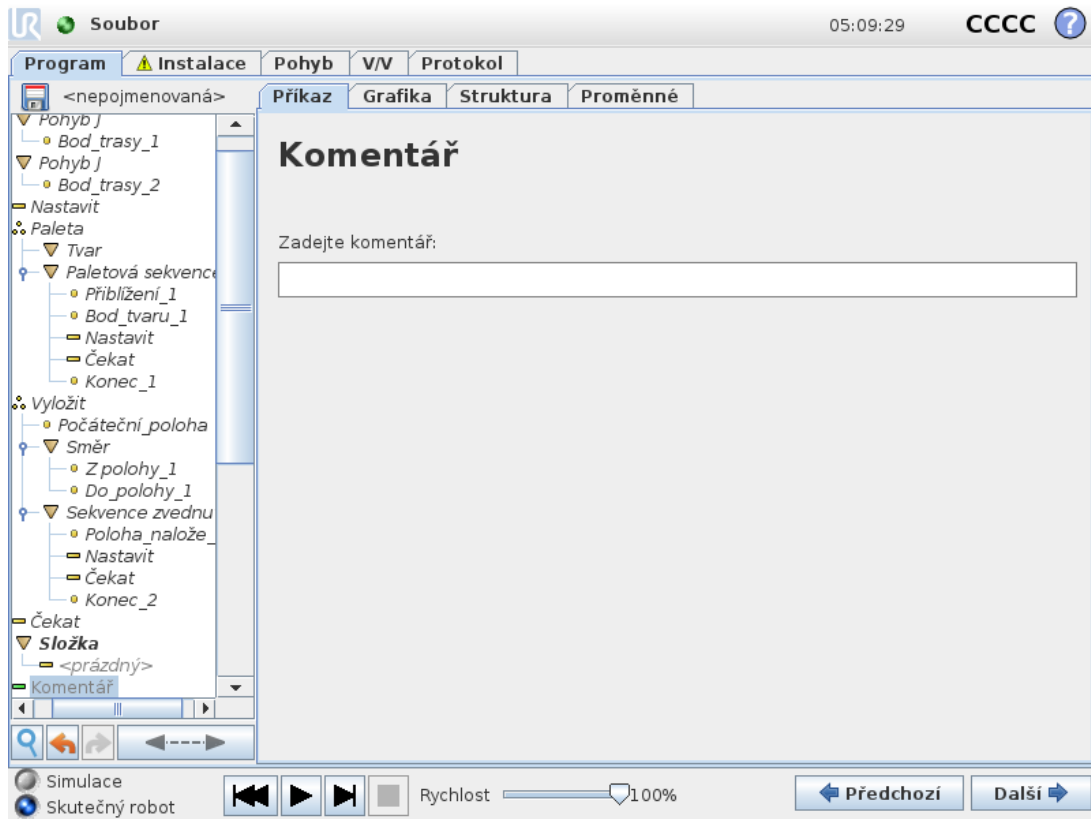 UR Soubor 05:09:29 CCCC ?
Program Instalace Pohyb V/V Protokol
<nepojmenovaná> Příkaz Grafika Struktura Proměnné
Pohyb J
Bod_trasy_1
Pohyb J
Bod_trasy_2
Nastavit
Paleta
Tvar
Paletová sekvence
Přiblížení_1
Bod_tvaru_1
Nastavit
Čekat
Konec_1
Vyložit
Počáteční_poloha
Směr
Z polohy_1
Do_polohy_1
Sekvence zvednu
Poloha_nalože_
Nastavit
Čekat
Konec_2
Čekat
Složka
<prázdný>
Komentář
Komentář
Zadejte komentář:
Simulace
Skutečný robot
Rychlost 100%
Předchozí Další